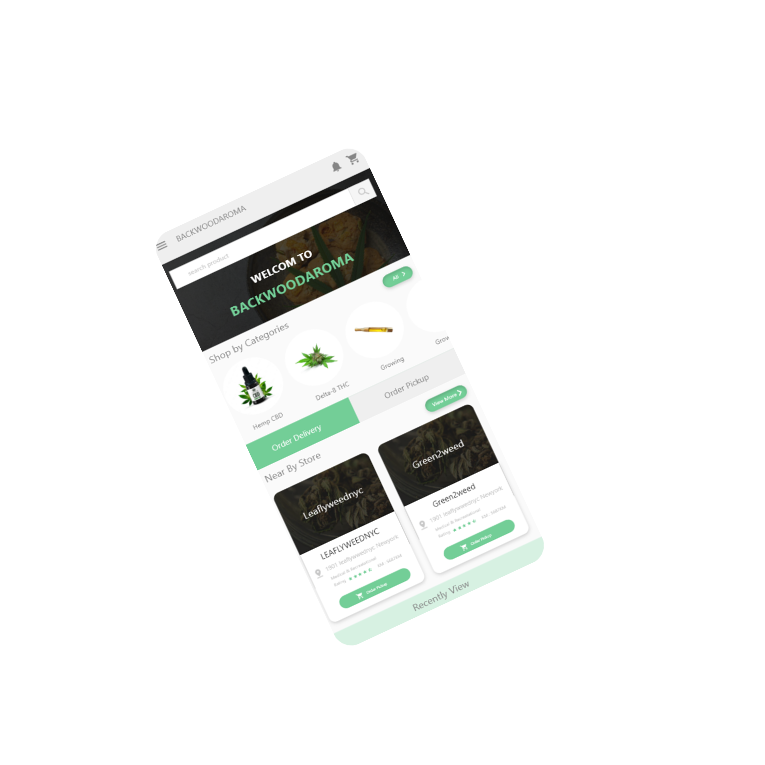 BACKWOODAROMA
search product
WELCOM TO
BACKWOODAROMA
Shop by Categories
All
Hemp CBD
Delta-8 THC
Growing
Grow
Order Delivery
Order Pickup
Near By Store
View More
Leaflyweednyc
LEAFLYWEEDNYC
1901 leaflyweednyc Newyork
Medical & Recreational
Rating
Order Pickup
Green2weed
Green2weed
1901 leaflyweednyc Newyork
Medical & Recreational
Rating
Order Pickup
Recently View